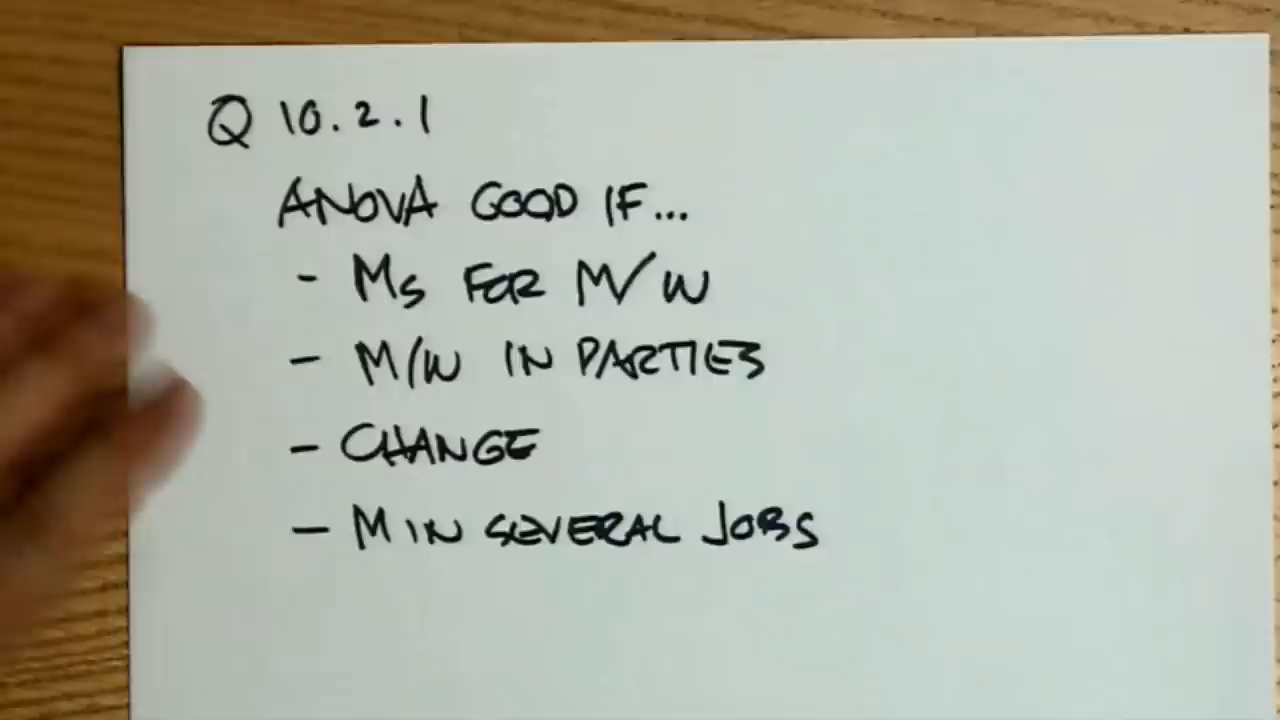 Q 10.2.1
ANOVA GOOD IF...
- Ms FOR M/W
- M/W IN PARTIES
- CHANGE
- M IN SEVERAL JOBS